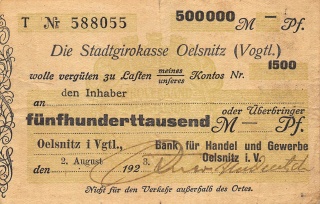 T № 588055 500000 M — Pf.
Die Stadtgirokasse Oelsnitz (Vogtl.)
wolle vergüten zu Lasten meines unseres Kontos Nr. 1500
an den Inhaber oder Überbringer
fünfhunderttausend M — Pf.
Oelsnitz i Vogtl., Bank für Handel und Gewerbe
2. August 1923. Oelsnitz i. V.
Nicht für den Verkehr außerhalb des Ortes.